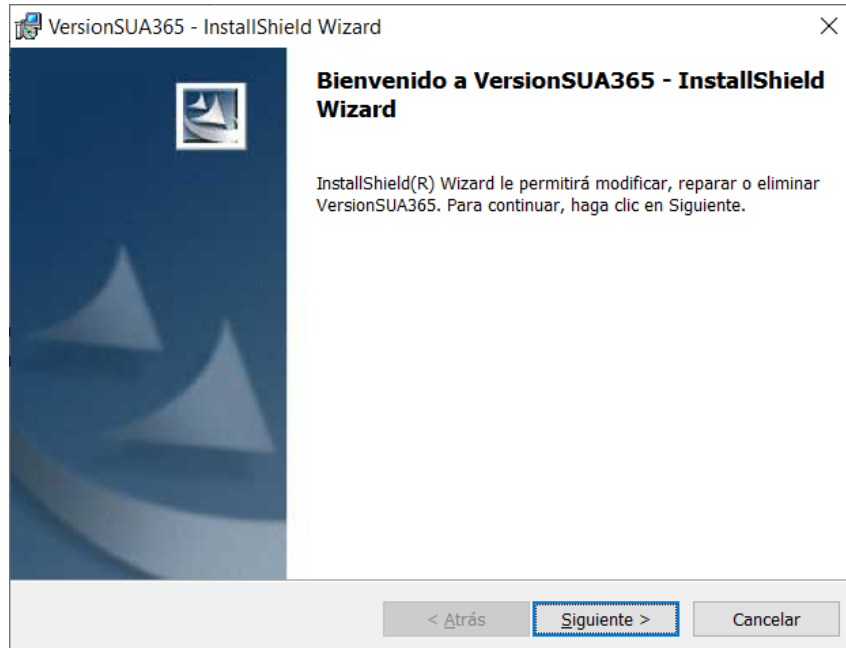 VersionSUA365 - InstallShield Wizard
Bienvenido a VersionSUA365 - InstallShield
Wizard
InstallShield(R) Wizard le permitirá modificar, reparar o eliminar
VersionSUA365. Para continuar, haga clic en Siguiente.
< Atrás
Siguiente >
Cancelar